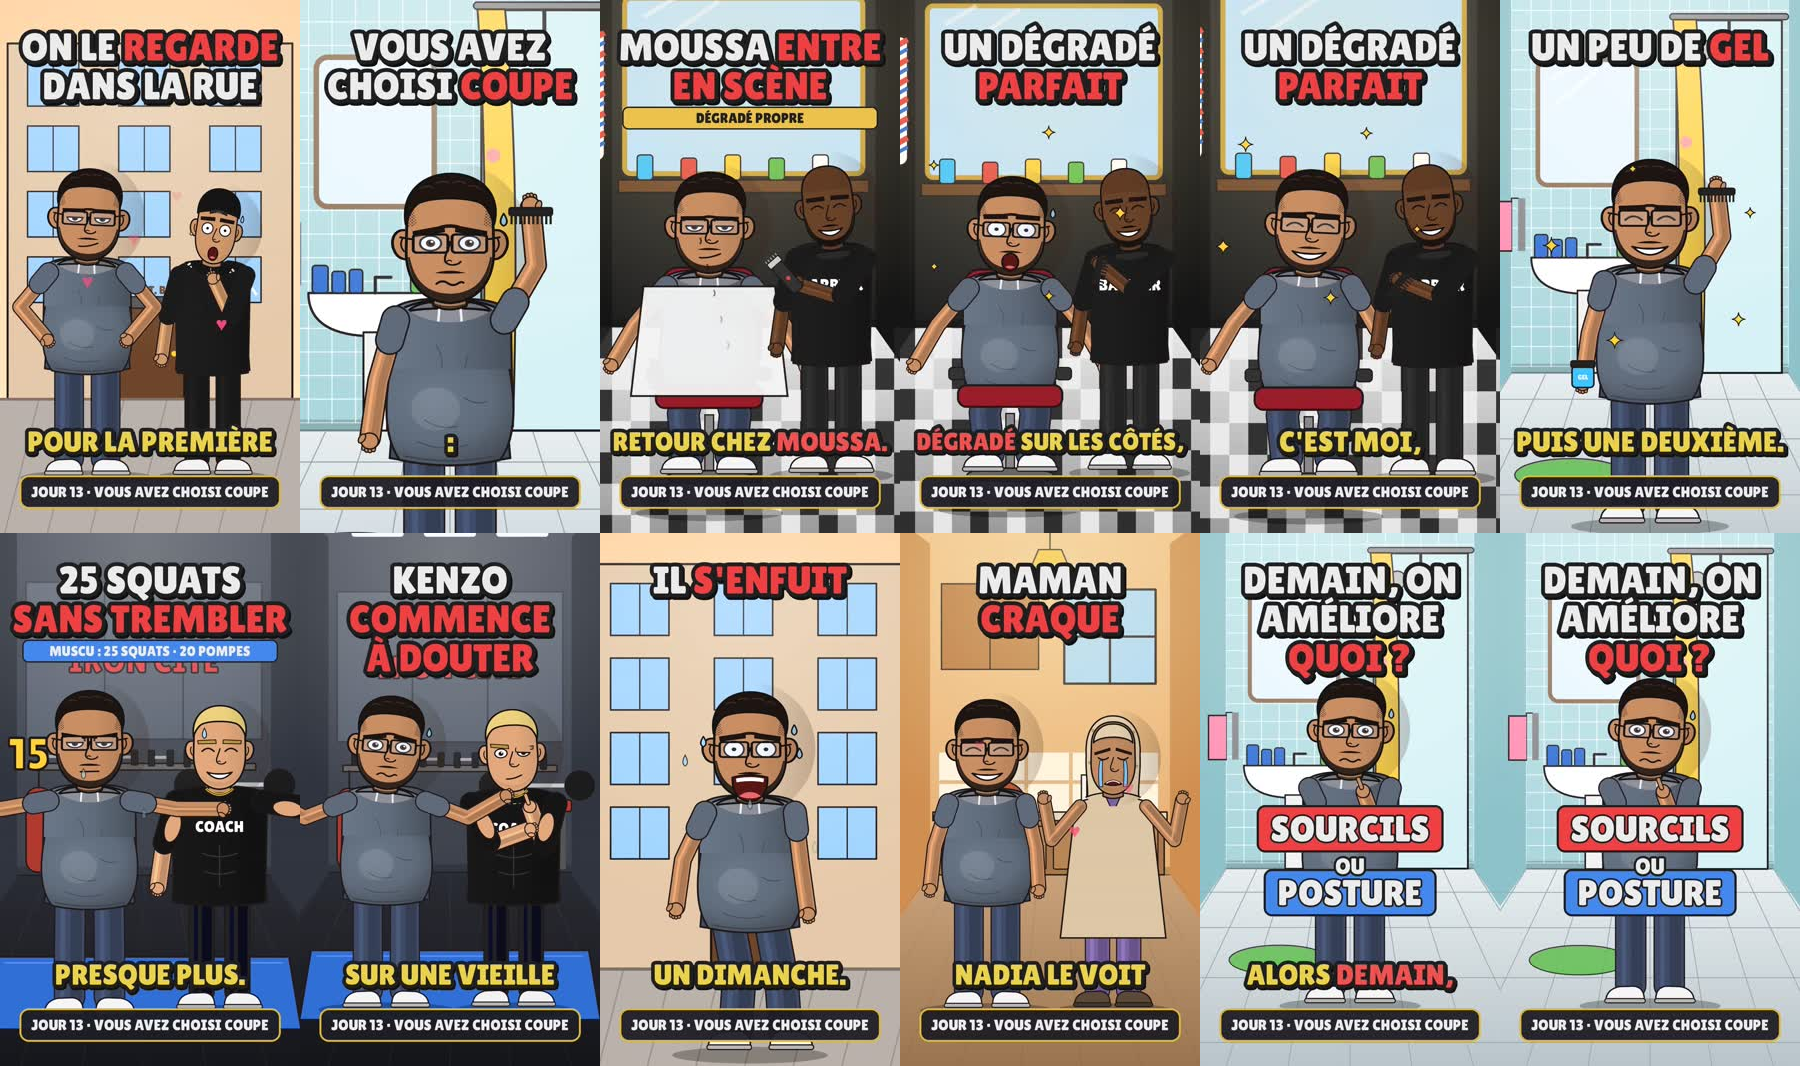 ON LE REGARDE
DANS LA RUE
POUR LA PREMIÈRE
JOUR 13 · VOUS AVEZ CHOISI COUPE
VOUS AVEZ
CHOISI COUPE
:
JOUR 13 · VOUS AVEZ CHOISI COUPE
MOUSSA ENTRE
EN SCÈNE
DÉGRADÉ PROPRE
RETOUR CHEZ MOUSSA.
JOUR 13 · VOUS AVEZ CHOISI COUPE
UN DÉGRADÉ
PARFAIT
DÉGRADÉ SUR LES CÔTÉS,
JOUR 13 · VOUS AVEZ CHOISI COUPE
UN DÉGRADÉ
PARFAIT
C'EST MOI,
JOUR 13 · VOUS AVEZ CHOISI COUPE
UN PEU DE GEL
GEL
PUIS UNE DEUXIÈME.
JOUR 13 · VOUS AVEZ CHOISI COUPE
25 SQUATS
SANS TREMBLER
MUSCU : 25 SQUATS · 20 POMPES
IRON CITÉ
15
COACH
PRESQUE PLUS.
JOUR 13 · VOUS AVEZ CHOISI COUPE
KENZO
COMMENCE
À DOUTER
SUR UNE VIEILLE
JOUR 13 · VOUS AVEZ CHOISI COUPE
IL S'ENFUIT
UN DIMANCHE.
JOUR 13 · VOUS AVEZ CHOISI COUPE
MAMAN
CRAQUE
NADIA LE VOIT
JOUR 13 · VOUS AVEZ CHOISI COUPE
DEMAIN, ON
AMÉLIORE
QUOI ?
SOURCILS
OU
POSTURE
ALORS DEMAIN,
JOUR 13 · VOUS AVEZ CHOISI COUPE
DEMAIN, ON
AMÉLIORE
QUOI ?
SOURCILS
OU
POSTURE
JOUR 13 · VOUS AVEZ CHOISI COUPE